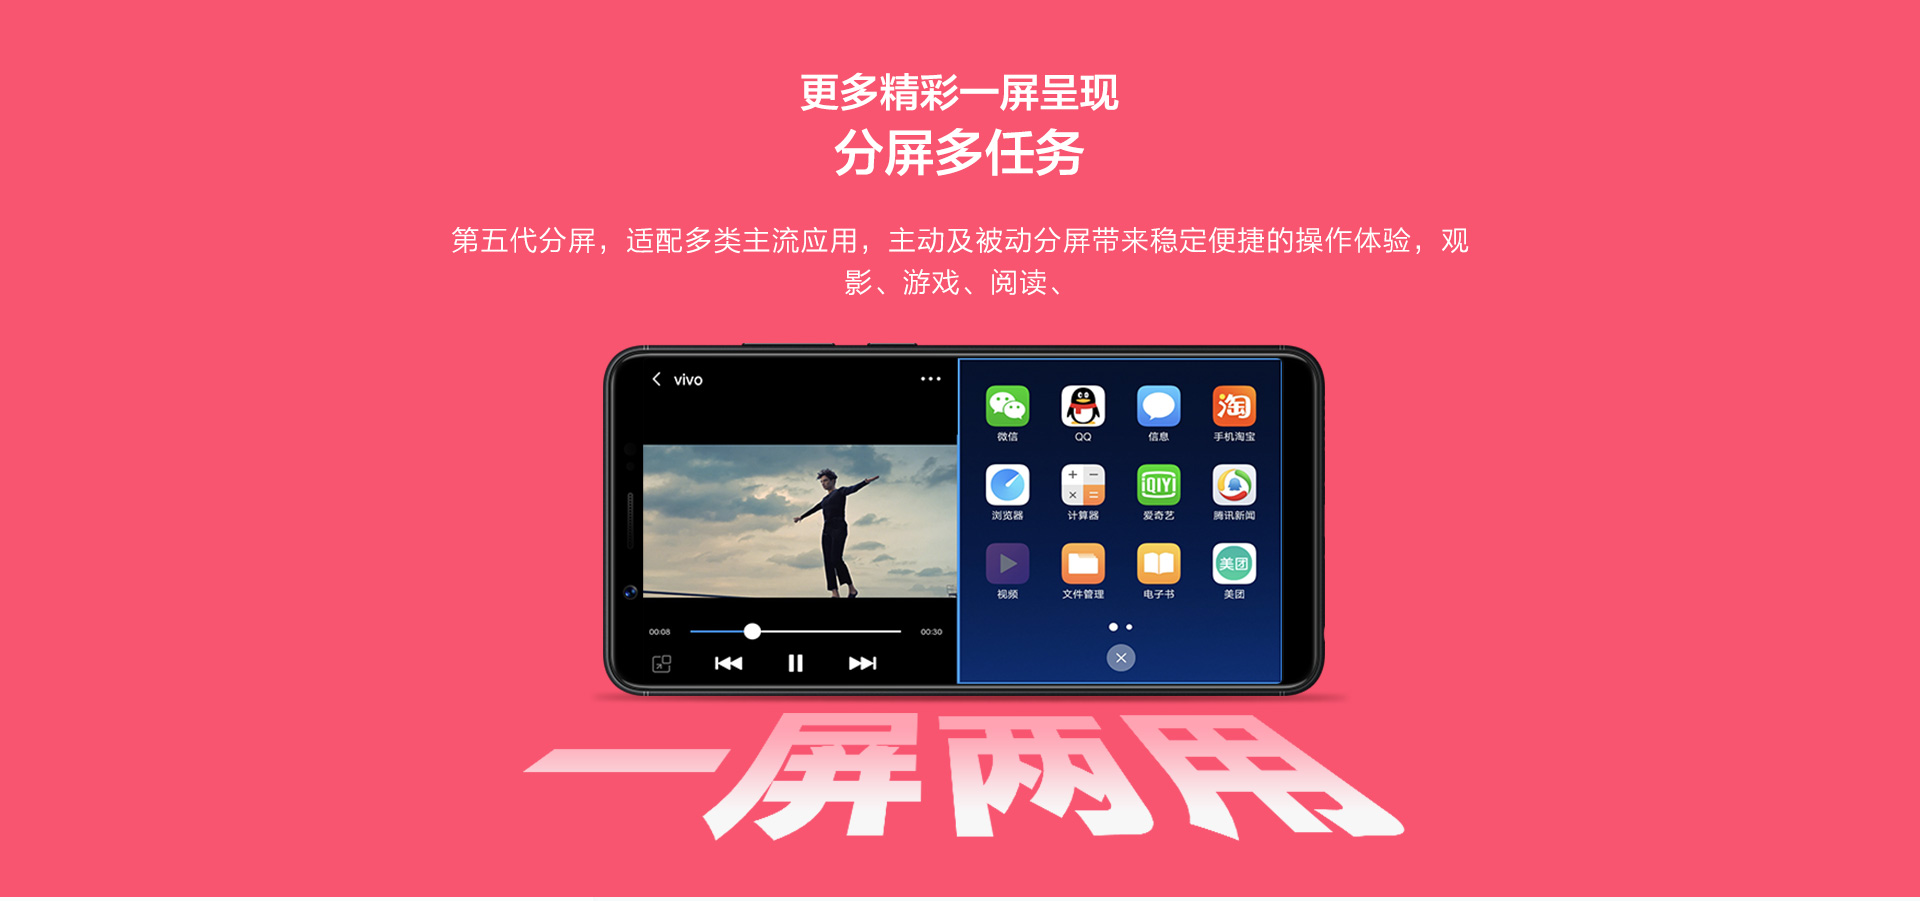 更多精彩一屏呈现
分屏多任务
第五代分屏，适配多类主流应用，主动及被动分屏带来稳定便捷的操作体验，观
影、游戏、阅读、
vivo
微信 QQ 信息 手机淘宝
淘
浏览器 计算器 爱奇艺 腾讯新闻
iQIYI
视频 文件管理 电子书 美团
美团
00:08 00:30
一屏两用